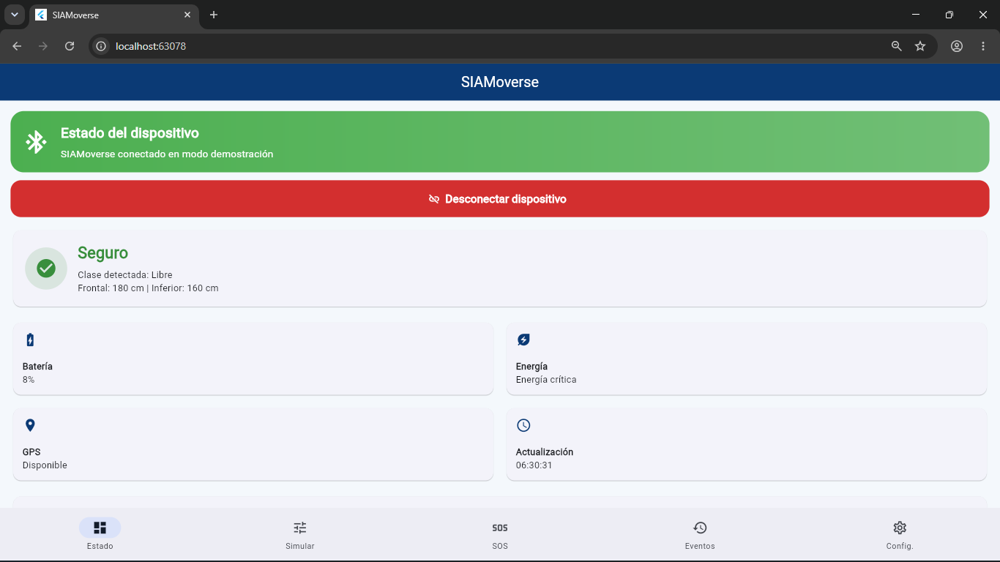 SIAMoverse
localhost:63078
SIAMoverse
Estado del dispositivo
SIAMoverse conectado en modo demostración
Desconectar dispositivo
Seguro
Clase detectada: Libre
Frontal: 180 cm | Inferior: 160 cm
Batería
8%
Energía
Energía crítica
GPS
Disponible
Actualización
06:30:31
SOS
Estado
Simular
SOS
Eventos
Config.